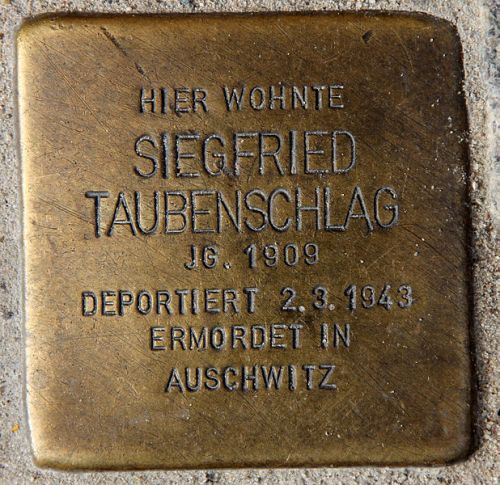 HIER WOHNTE
SIEGFRIED
TAUBENSCHLAG
JG. 1909
DEPORTIERT 2.3.1943
ERMORDET IN
AUSCHWITZ